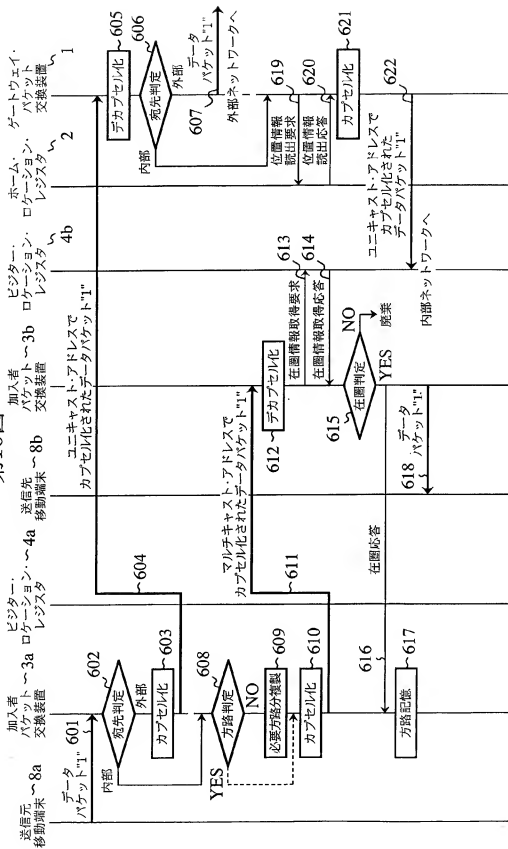 送信元
移動端末 8a
加入者
パケット 3a
交換装置
ビジター・
ロケーション・ 4a
レジスタ
送信先 8b
移動端末
加入者
パケット 3b
交換装置
ビジター・
ロケーション・
レジスタ 4b
ホーム・
ロケーション・
レジスタ 2
ゲートウェイ・
パケット
交換装置 1
601
データ
パケット"1"
602
宛先判定
内部
外部
603
カプセル化
604
ユニキャスト・アドレスで
カプセル化されたデータパケット"1"
605
デカプセル化
606
宛先判定
内部
外部
607
データ
パケット"1"
外部ネットワークへ
608
方路判定
YES
NO
609
必要方路分複製
610
カプセル化
611
マルチキャスト・アドレスで
カプセル化されたデータパケット"1"
612
デカプセル化
613
在圏情報取得要求
614
在圏情報取得応答
615
在圏判定
NO
廃棄
YES
616
在圏応答
617
方路記憶
618
データ
パケット"1"
619
位置情報
読出要求
620
位置情報
読出応答
621
カプセル化
622
ユニキャスト・アドレスで
カプセル化された
データパケット"1"
内部ネットワークへ